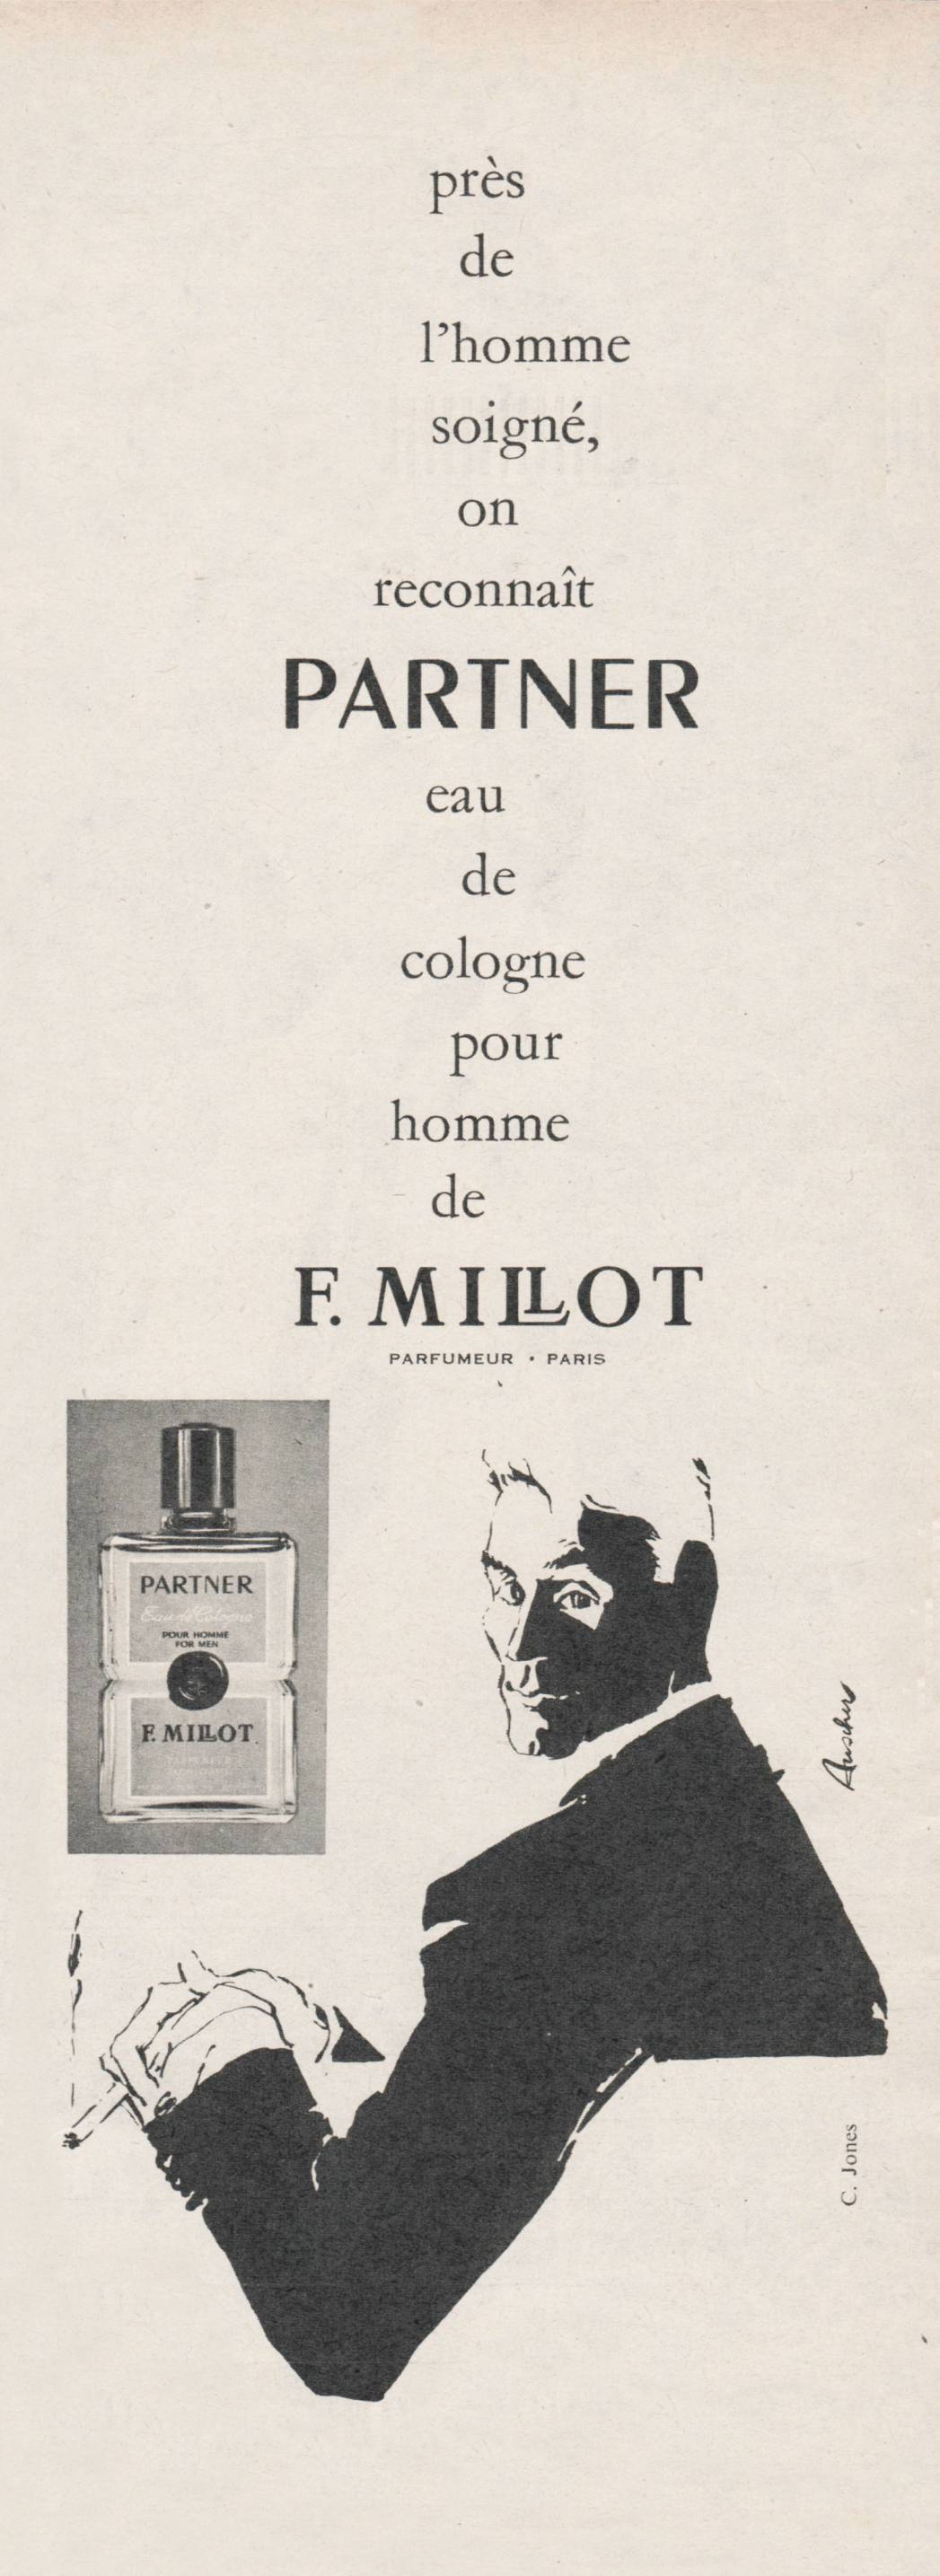 près
de
l'homme
soigné,
on
reconnaît
PARTNER
eau
de
cologne
pour
homme
de
F. MILLOT
PARFUMEUR • PARIS
PARTNER
Eau de Cologne
POUR HOMME
FOR MEN
F. MILLOT
Auscher
C. Jones